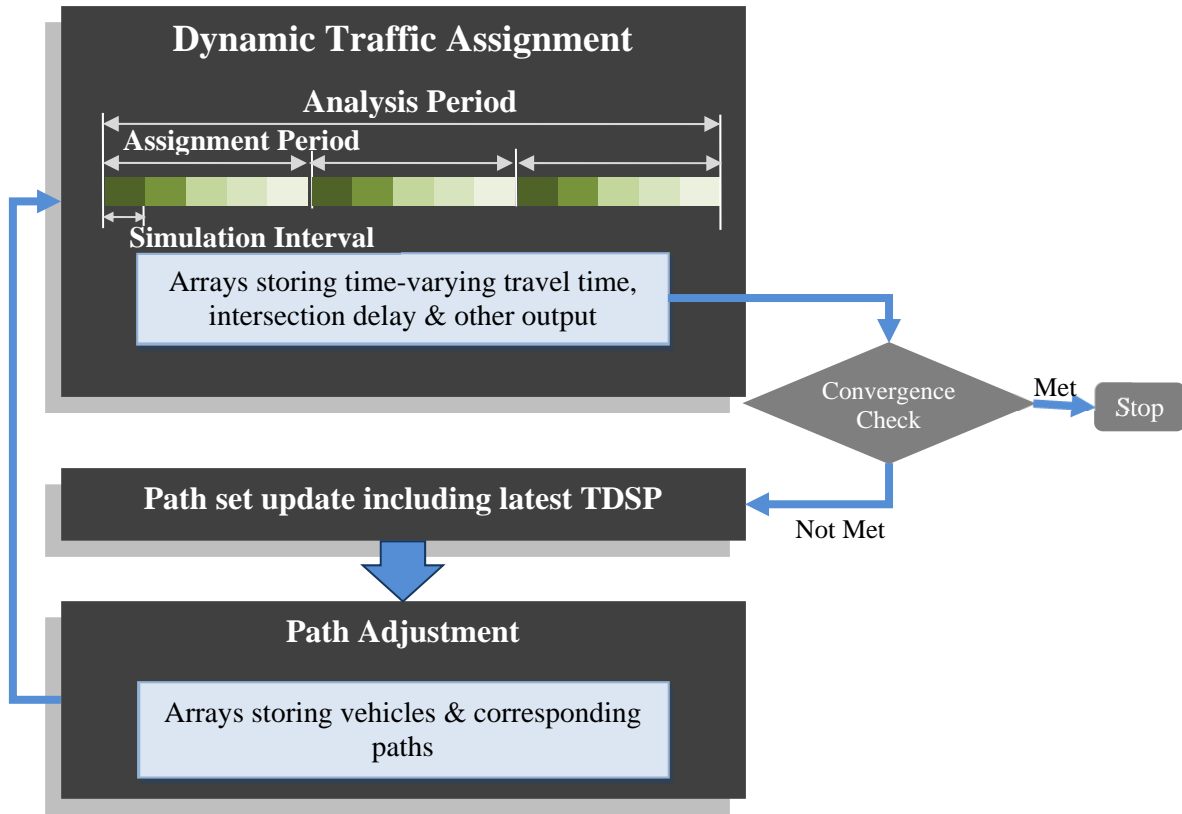 Dynamic Traffic Assignment
Analysis Period
Assignment Period
Simulation Interval
Arrays storing time-varying travel time,
intersection delay & other output
Convergence
Check
Met
Stop
Not Met
Path set update including latest TDSP
Path Adjustment
Arrays storing vehicles & corresponding
paths